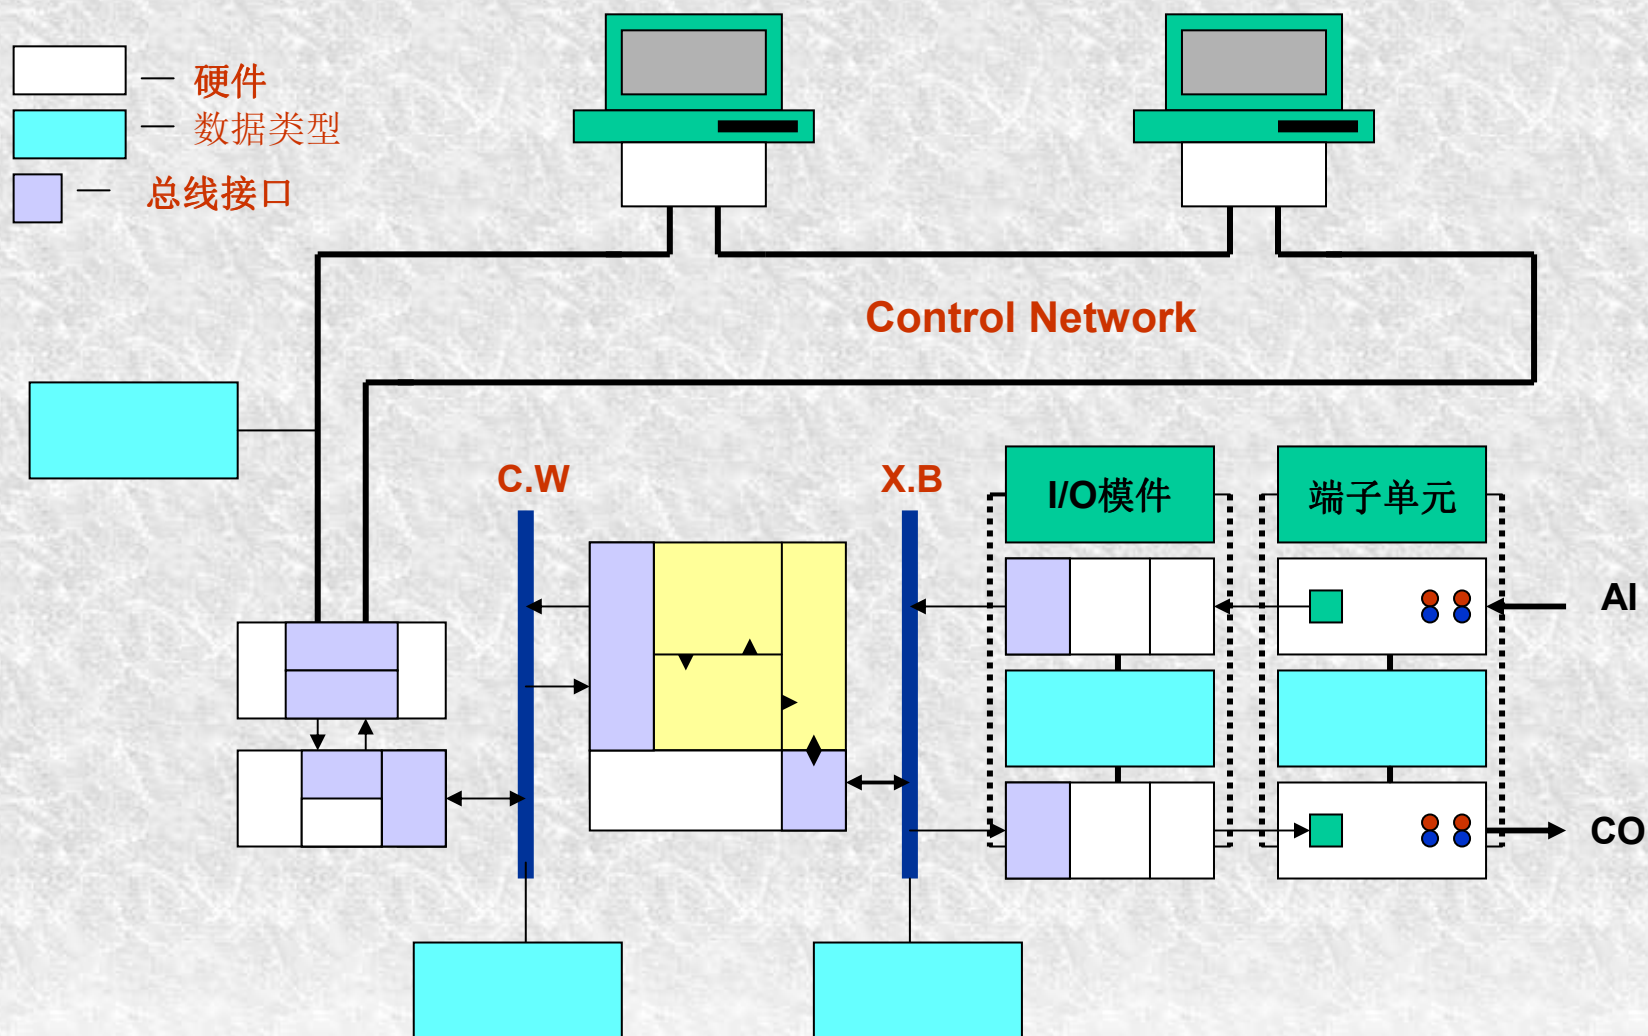 硬件
数据类型
总线接口
Control Network
C.W
X.B
I/O模件
端子单元
AI
CO